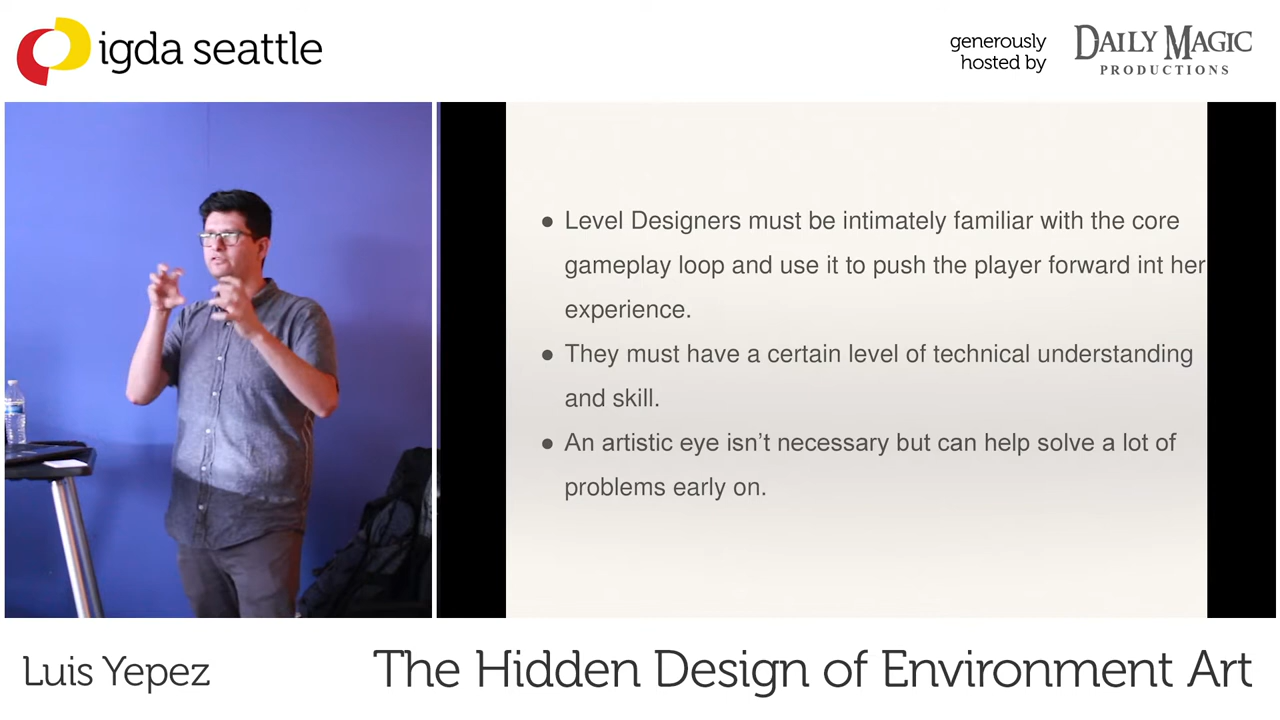 igda seattle
generously
hosted by
DAILY MAGIC
PRODUCTIONS
● Level Designers must be intimately familiar with the core
gameplay loop and use it to push the player forward int her
experience.
● They must have a certain level of technical understanding
and skill.
● An artistic eye isn’t necessary but can help solve a lot of
problems early on.
Luis Yepez
The Hidden Design of Environment Art